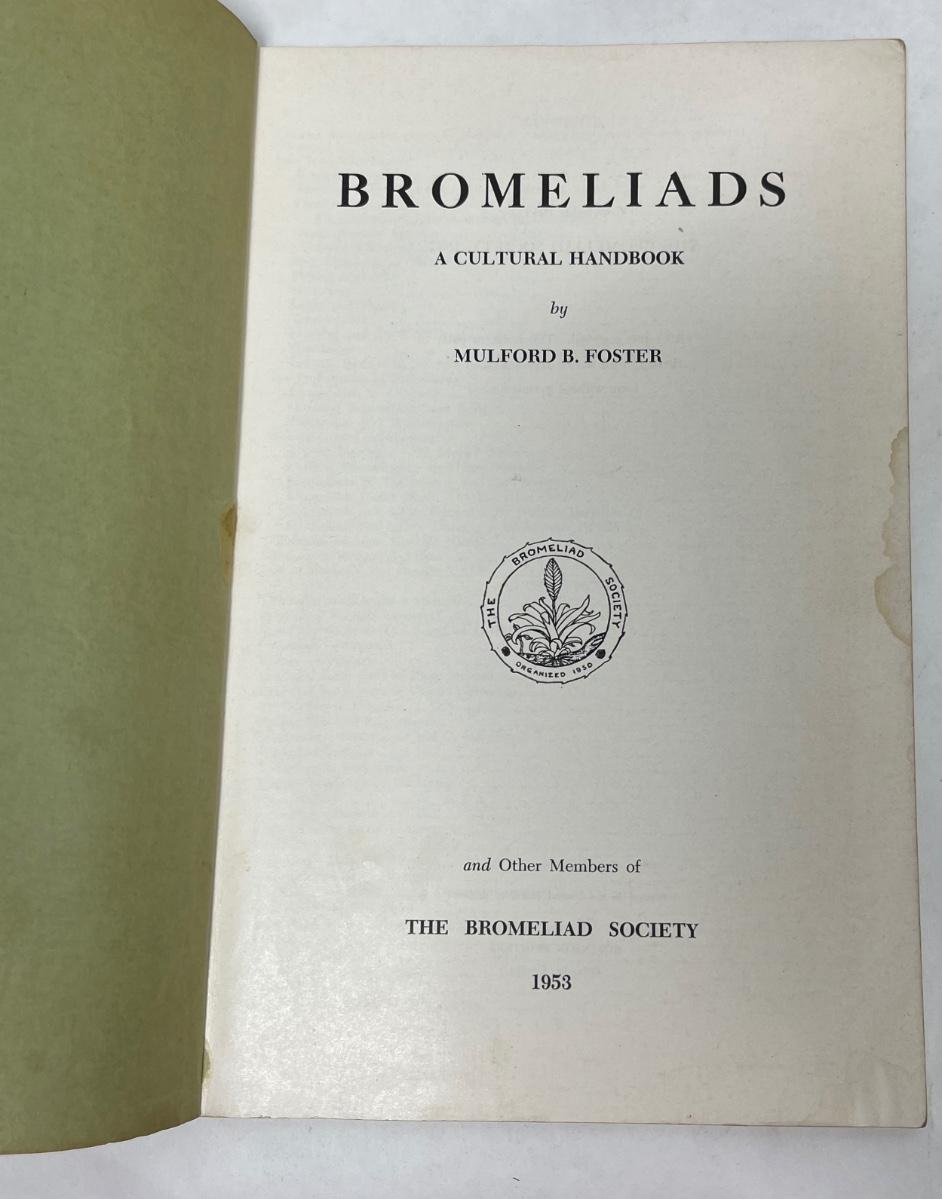 BROMELIADS
A CULTURAL HANDBOOK
by
MULFORD B. FOSTER
THE BROMELIAD SOCIETY
ORGANIZED 1950
and Other Members of
THE BROMELIAD SOCIETY
1953